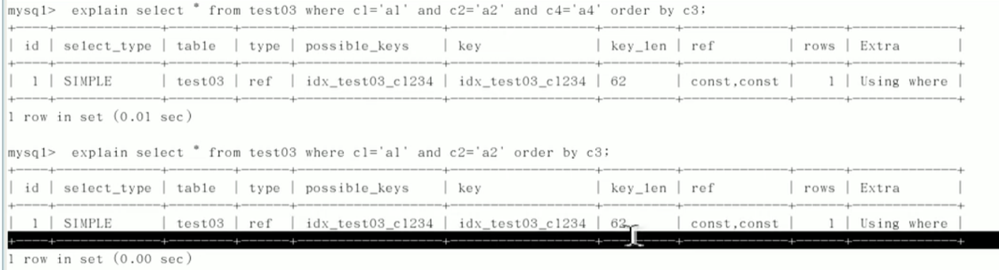 mysql>  explain select * from test03 where c1='a1' and c2='a2' and c4='a4' order by c3;
+----+-------------+--------+------+------------------+------------------+---------+-------------+------+-------------+
| id | select_type | table  | type | possible_keys    | key              | key_len | ref         | rows | Extra       |
+----+-------------+--------+------+------------------+------------------+---------+-------------+------+-------------+
|  1 | SIMPLE      | test03 | ref  | idx_test03_c1234 | idx_test03_c1234 | 62      | const,const |    1 | Using where |
+----+-------------+--------+------+------------------+------------------+---------+-------------+------+-------------+
1 row in set (0.01 sec)
mysql>  explain select * from test03 where c1='a1' and c2='a2' order by c3;
+----+-------------+--------+------+------------------+------------------+---------+-------------+------+-------------+
| id | select_type | table  | type | possible_keys    | key              | key_len | ref         | rows | Extra       |
+----+-------------+--------+------+------------------+------------------+---------+-------------+------+-------------+
|  1 | SIMPLE      | test03 | ref  | idx_test03_c1234 | idx_test03_c1234 | 62      | const,const |    1 | Using where |
+----+-------------+--------+------+------------------+------------------+---------+-------------+------+-------------+
1 row in set (0.00 sec)